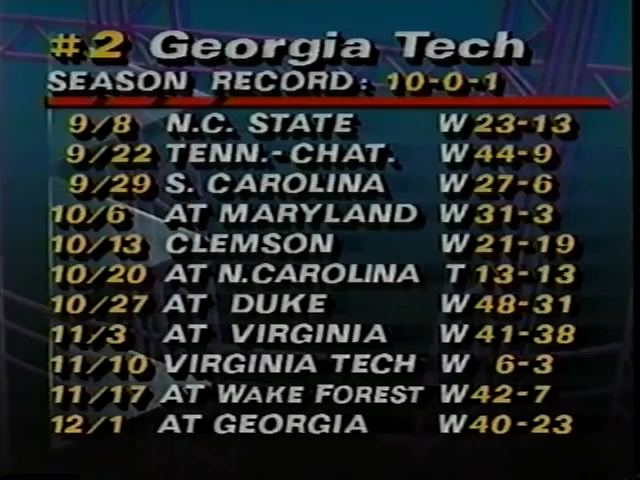 #2 Georgia Tech
SEASON RECORD: 10-0-1
9/8 N.C. STATE W 23-13
9/22 TENN.-CHAT. W 44-9
9/29 S. CAROLINA W 27-6
10/6 AT MARYLAND W 31-3
10/13 CLEMSON W 21-19
10/20 AT N.CAROLINA T 13-13
10/27 AT DUKE W 48-31
11/3 AT VIRGINIA W 41-38
11/10 VIRGINIA TECH W 6-3
11/17 AT WAKE FOREST W 42-7
12/1 AT GEORGIA W 40-23